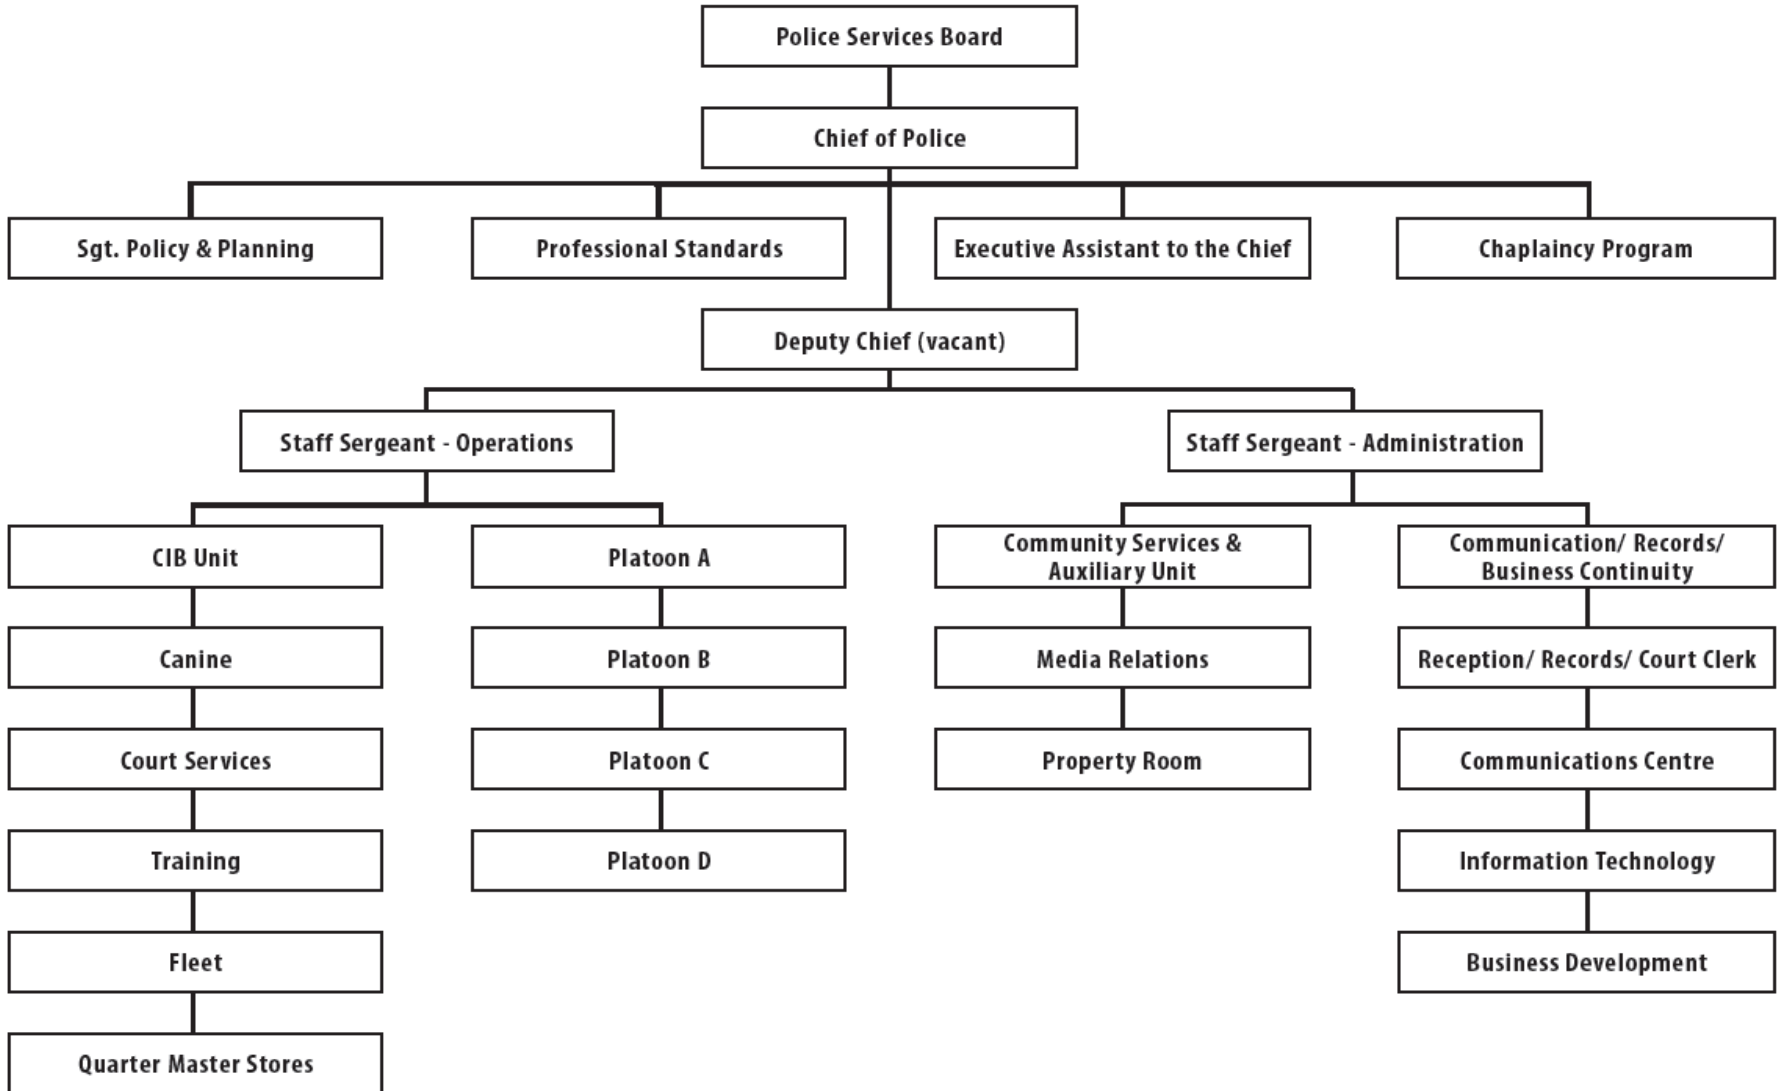 Police Services Board
Chief of Police
Sgt. Policy & Planning
Professional Standards
Executive Assistant to the Chief
Chaplaincy Program
Deputy Chief (vacant)
Staff Sergeant - Operations
Staff Sergeant - Administration
CIB Unit
Platoon A
Community Services &
Auxiliary Unit
Communication/ Records/
Business Continuity
Canine
Platoon B
Media Relations
Reception/ Records/ Court Clerk
Court Services
Platoon C
Property Room
Communications Centre
Training
Platoon D
Information Technology
Fleet
Business Development
Quarter Master Stores